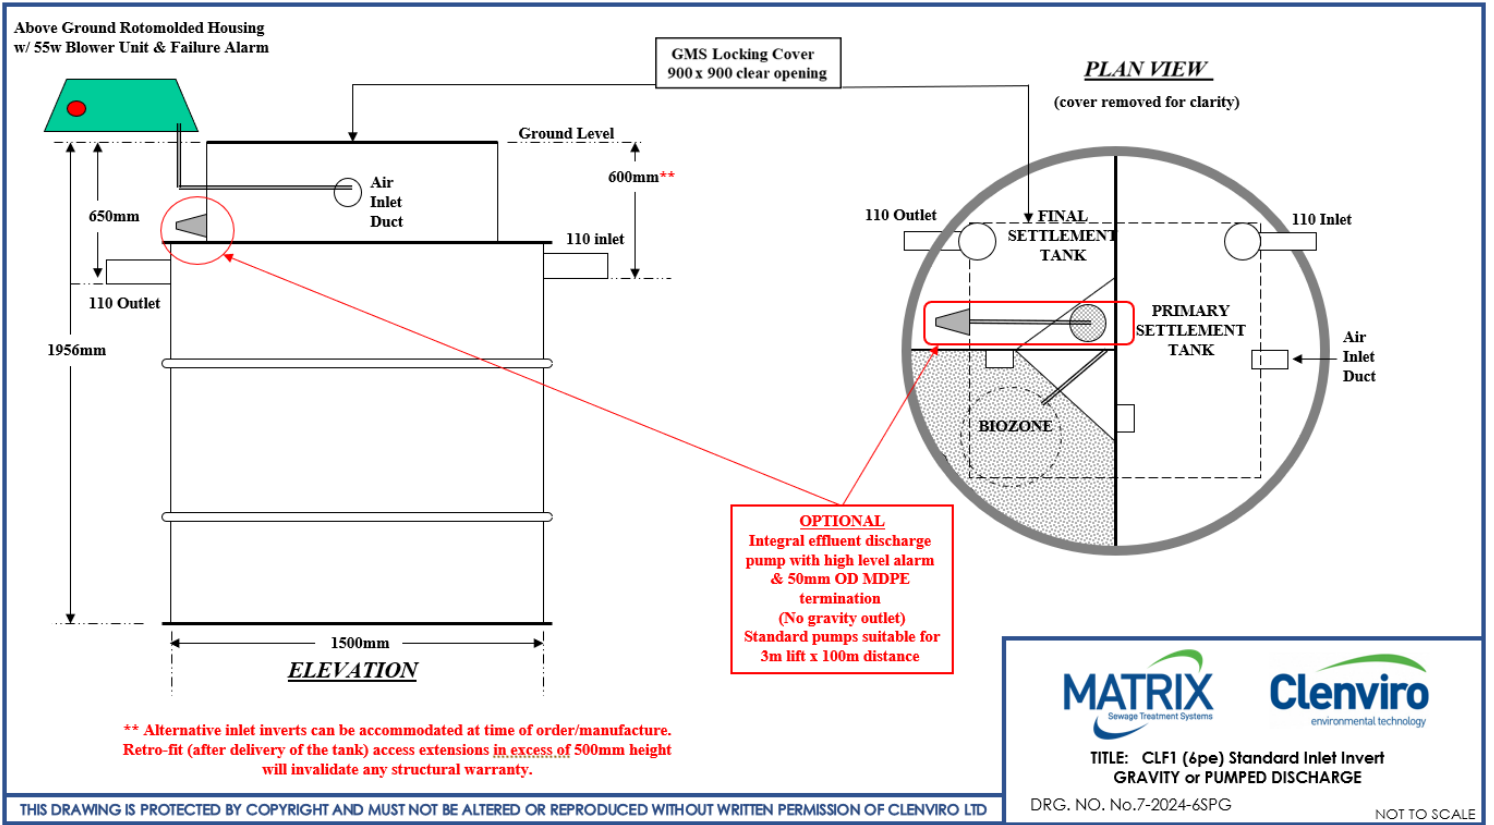 Above Ground Rotomolded Housing
w/ 55w Blower Unit & Failure Alarm
GMS Locking Cover
900 x 900 clear opening
PLAN VIEW
(cover removed for clarity)
Ground Level
600mm**
Air
Inlet
Duct
650mm
110 inlet
110 Outlet
1956mm
1500mm
ELEVATION
110 Outlet
FINAL
SETTLEMENT
TANK
110 Inlet
PRIMARY
SETTLEMENT
TANK
Air
Inlet
Duct
BIOZONE
OPTIONAL
Integral effluent discharge
pump with high level alarm
& 50mm OD MDPE
termination
(No gravity outlet)
Standard pumps suitable for
3m lift x 100m distance
** Alternative inlet inverts can be accommodated at time of order/manufacture.
Retro-fit (after delivery of the tank) access extensions in excess of 500mm height
will invalidate any structural warranty.
MATRIX
Sewage Treatment Systems
Clenviro
environmental technology
TITLE: CLF1 (6pe) Standard Inlet Invert
GRAVITY or PUMPED DISCHARGE
DRG. NO. No.7-2024-6SPG
NOT TO SCALE
THIS DRAWING IS PROTECTED BY COPYRIGHT AND MUST NOT BE ALTERED OR REPRODUCED WITHOUT WRITTEN PERMISSION OF CLENVIRO LTD